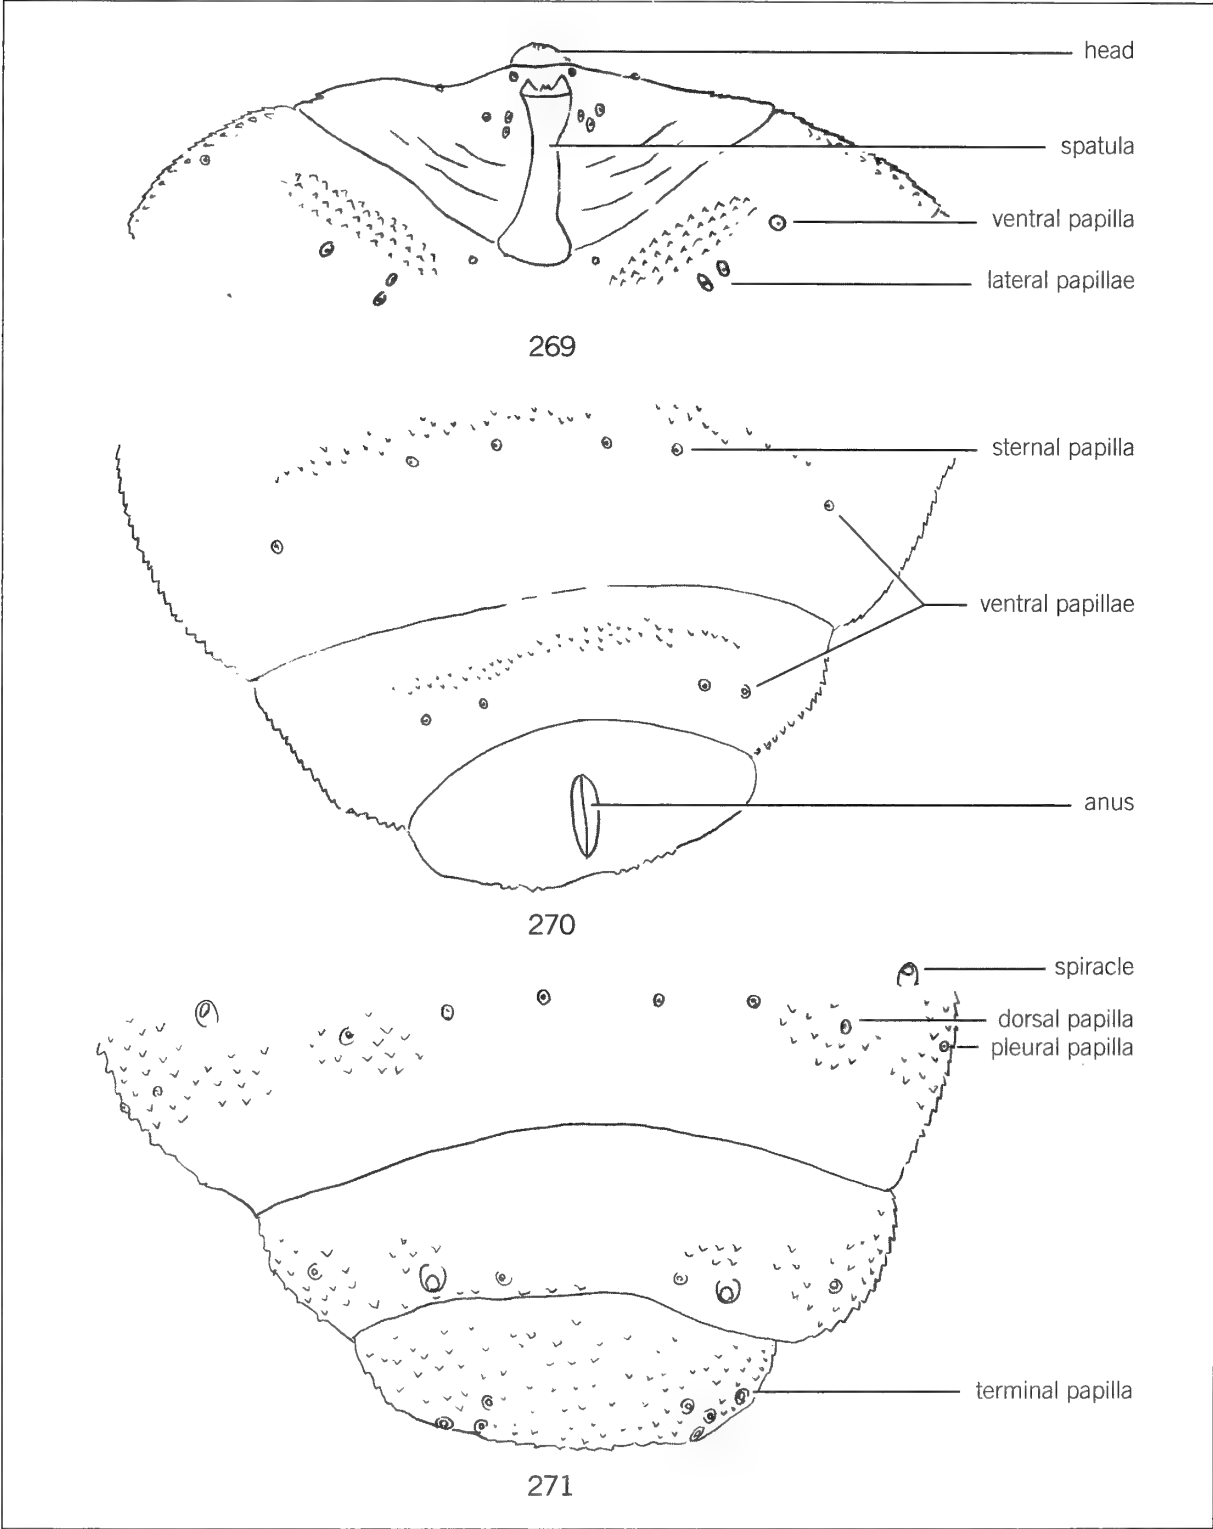 head
spatula
ventral papilla
lateral papillae
269
sternal papilla
ventral papillae
anus
270
spiracle
dorsal papilla
pleural papilla
terminal papilla
271